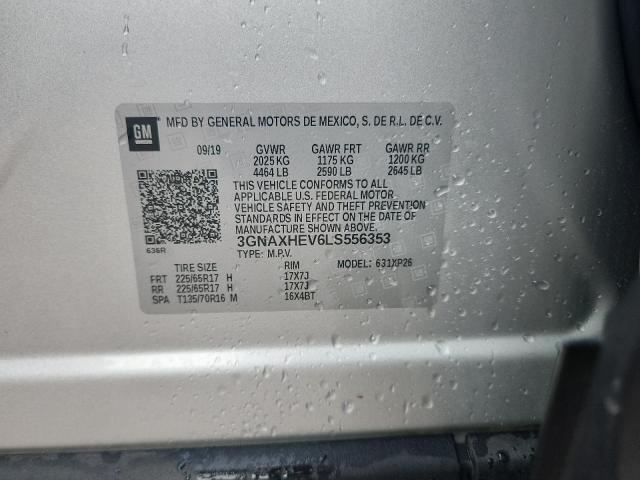 GM
MFD BY GENERAL MOTORS DE MEXICO, S. DE R.L. DE C.V.
09/19 GVWR GAWR FRT GAWR RR
2025 KG 1175 KG 1200 KG
4464 LB 2590 LB 2645 LB
THIS VEHICLE CONFORMS TO ALL
APPLICABLE U.S. FEDERAL MOTOR
VEHICLE SAFETY AND THEFT PREVENTION
STANDARDS IN EFFECT ON THE DATE OF
MANUFACTURE SHOWN ABOVE.
3GNAXHEV6LS556353
636R TYPE: M.P.V.
TIRE SIZE RIM MODEL: 631XP26
FRT 225/65R17 H 17X7J
RR 225/65R17 H 17X7J
SPA T135/70R16 M 16X4BT